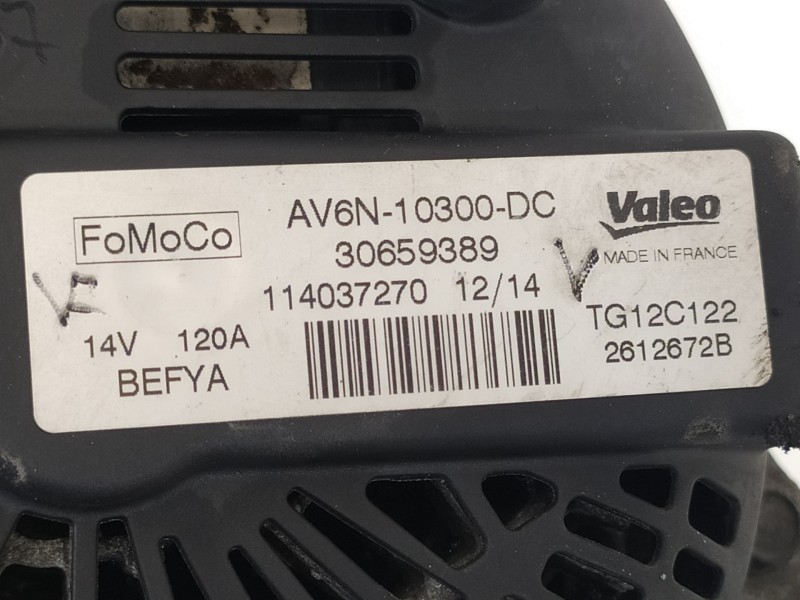 FoMoCo
AV6N-10300-DC
30659389
114037270 12/14
14V 120A
BEFYA
Valeo
MADE IN FRANCE
TG12C122
2612672B